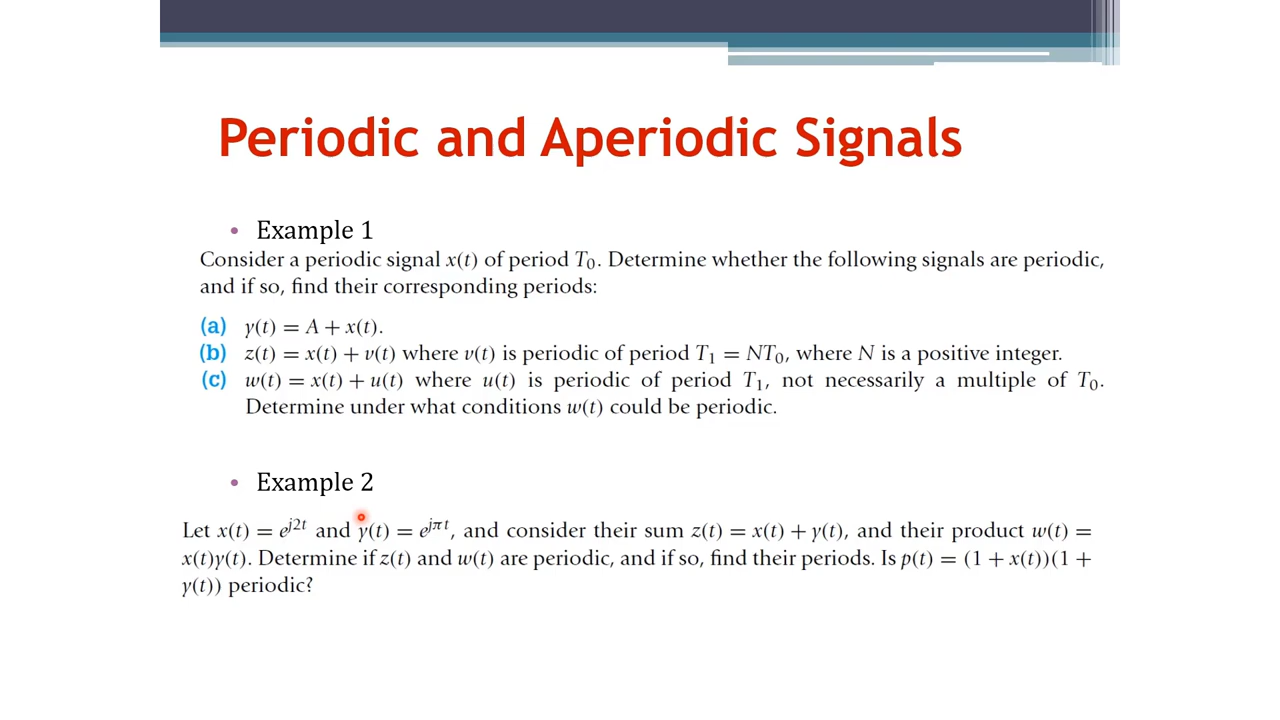 Periodic and Aperiodic Signals
• Example 1
Consider a periodic signal x(t) of period T₀. Determine whether the following signals are periodic,
and if so, find their corresponding periods:
(a) y(t) = A + x(t).
(b) z(t) = x(t) + v(t) where v(t) is periodic of period T₁ = NT₀, where N is a positive integer.
(c) w(t) = x(t) + u(t) where u(t) is periodic of period T₁, not necessarily a multiple of T₀.
Determine under what conditions w(t) could be periodic.
• Example 2
Let x(t) = e^{j2t} and y(t) = e^{jπt}, and consider their sum z(t) = x(t) + y(t), and their product w(t) =
x(t)y(t). Determine if z(t) and w(t) are periodic, and if so, find their periods. Is p(t) = (1 + x(t))(1 +
y(t)) periodic?